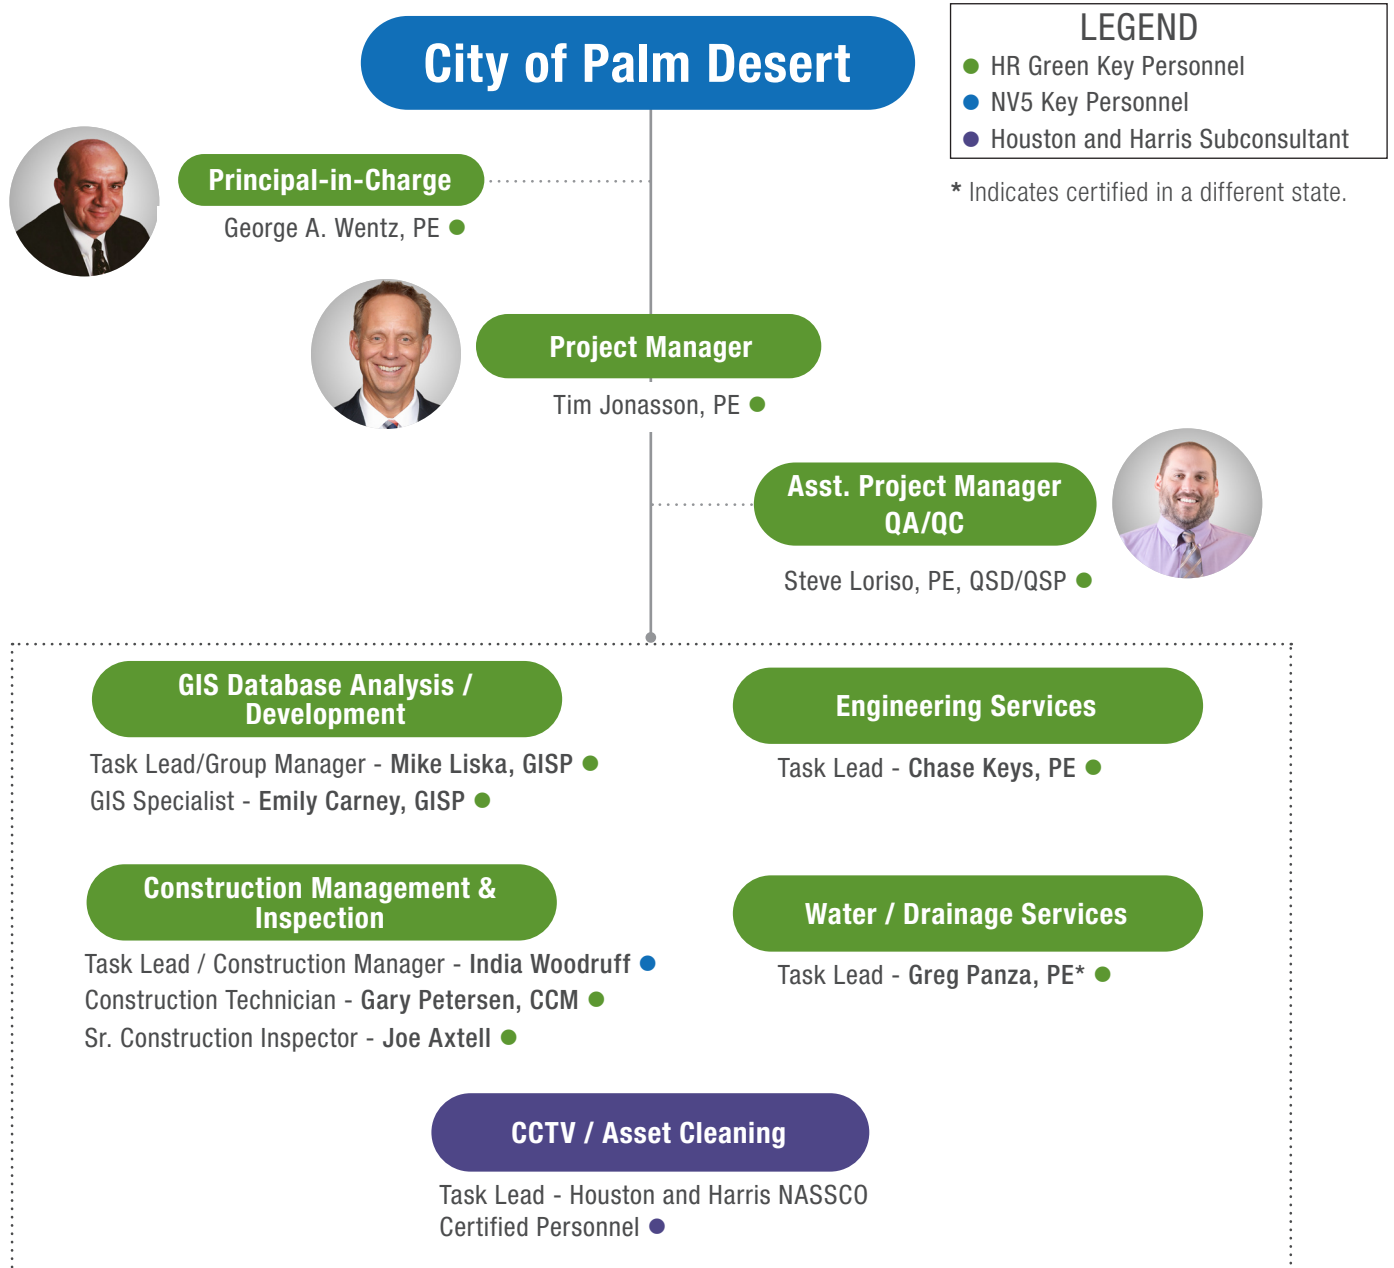 City of Palm Desert
LEGEND
HR Green Key Personnel
NV5 Key Personnel
Houston and Harris Subconsultant
* Indicates certified in a different state.
Principal-in-Charge
George A. Wentz, PE
Project Manager
Tim Jonasson, PE
Asst. Project Manager
QA/QC
Steve Loriso, PE, QSD/QSP
GIS Database Analysis /
Development
Task Lead/Group Manager - Mike Liska, GISP
GIS Specialist - Emily Carney, GISP
Engineering Services
Task Lead - Chase Keys, PE
Construction Management &
Inspection
Task Lead / Construction Manager - India Woodruff
Construction Technician - Gary Petersen, CCM
Sr. Construction Inspector - Joe Axtell
Water / Drainage Services
Task Lead - Greg Panza, PE*
CCTV / Asset Cleaning
Task Lead - Houston and Harris NASSCO
Certified Personnel